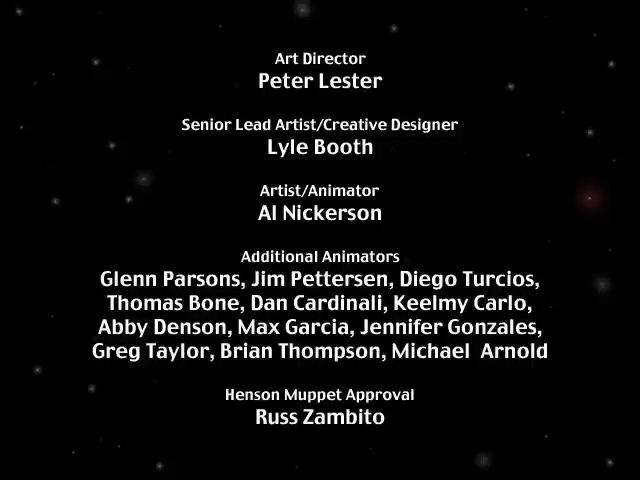 Art Director
Peter Lester
Senior Lead Artist/Creative Designer
Lyle Booth
Artist/Animator
Al Nickerson
Additional Animators
Glenn Parsons, Jim Pettersen, Diego Turcios,
Thomas Bone, Dan Cardinali, Keelmy Carlo,
Abby Denson, Max Garcia, Jennifer Gonzales,
Greg Taylor, Brian Thompson, Michael Arnold
Henson Muppet Approval
Russ Zambito